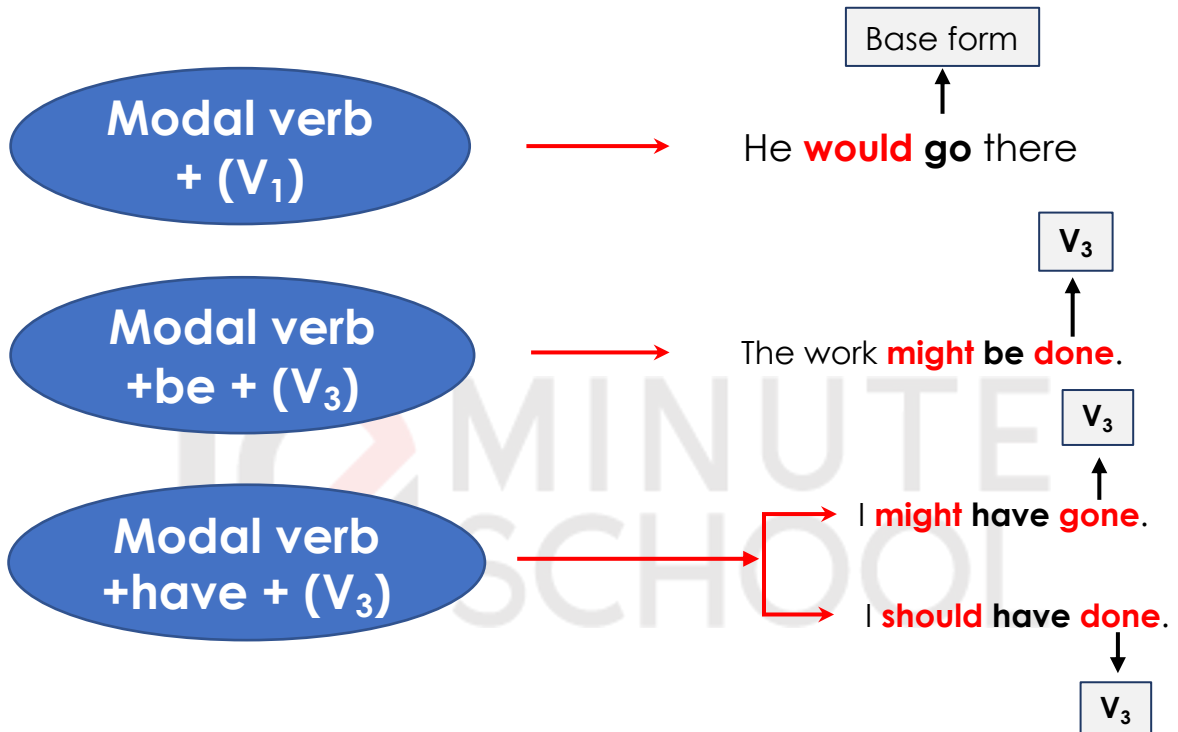 Base form
Modal verb
+ (V₁)
He would go there
V₃
Modal verb
+be + (V₃)
The work might be done.
V₃
I might have gone.
Modal verb
+have + (V₃)
I should have done.
V₃
10 MINUTE
SCHOOL